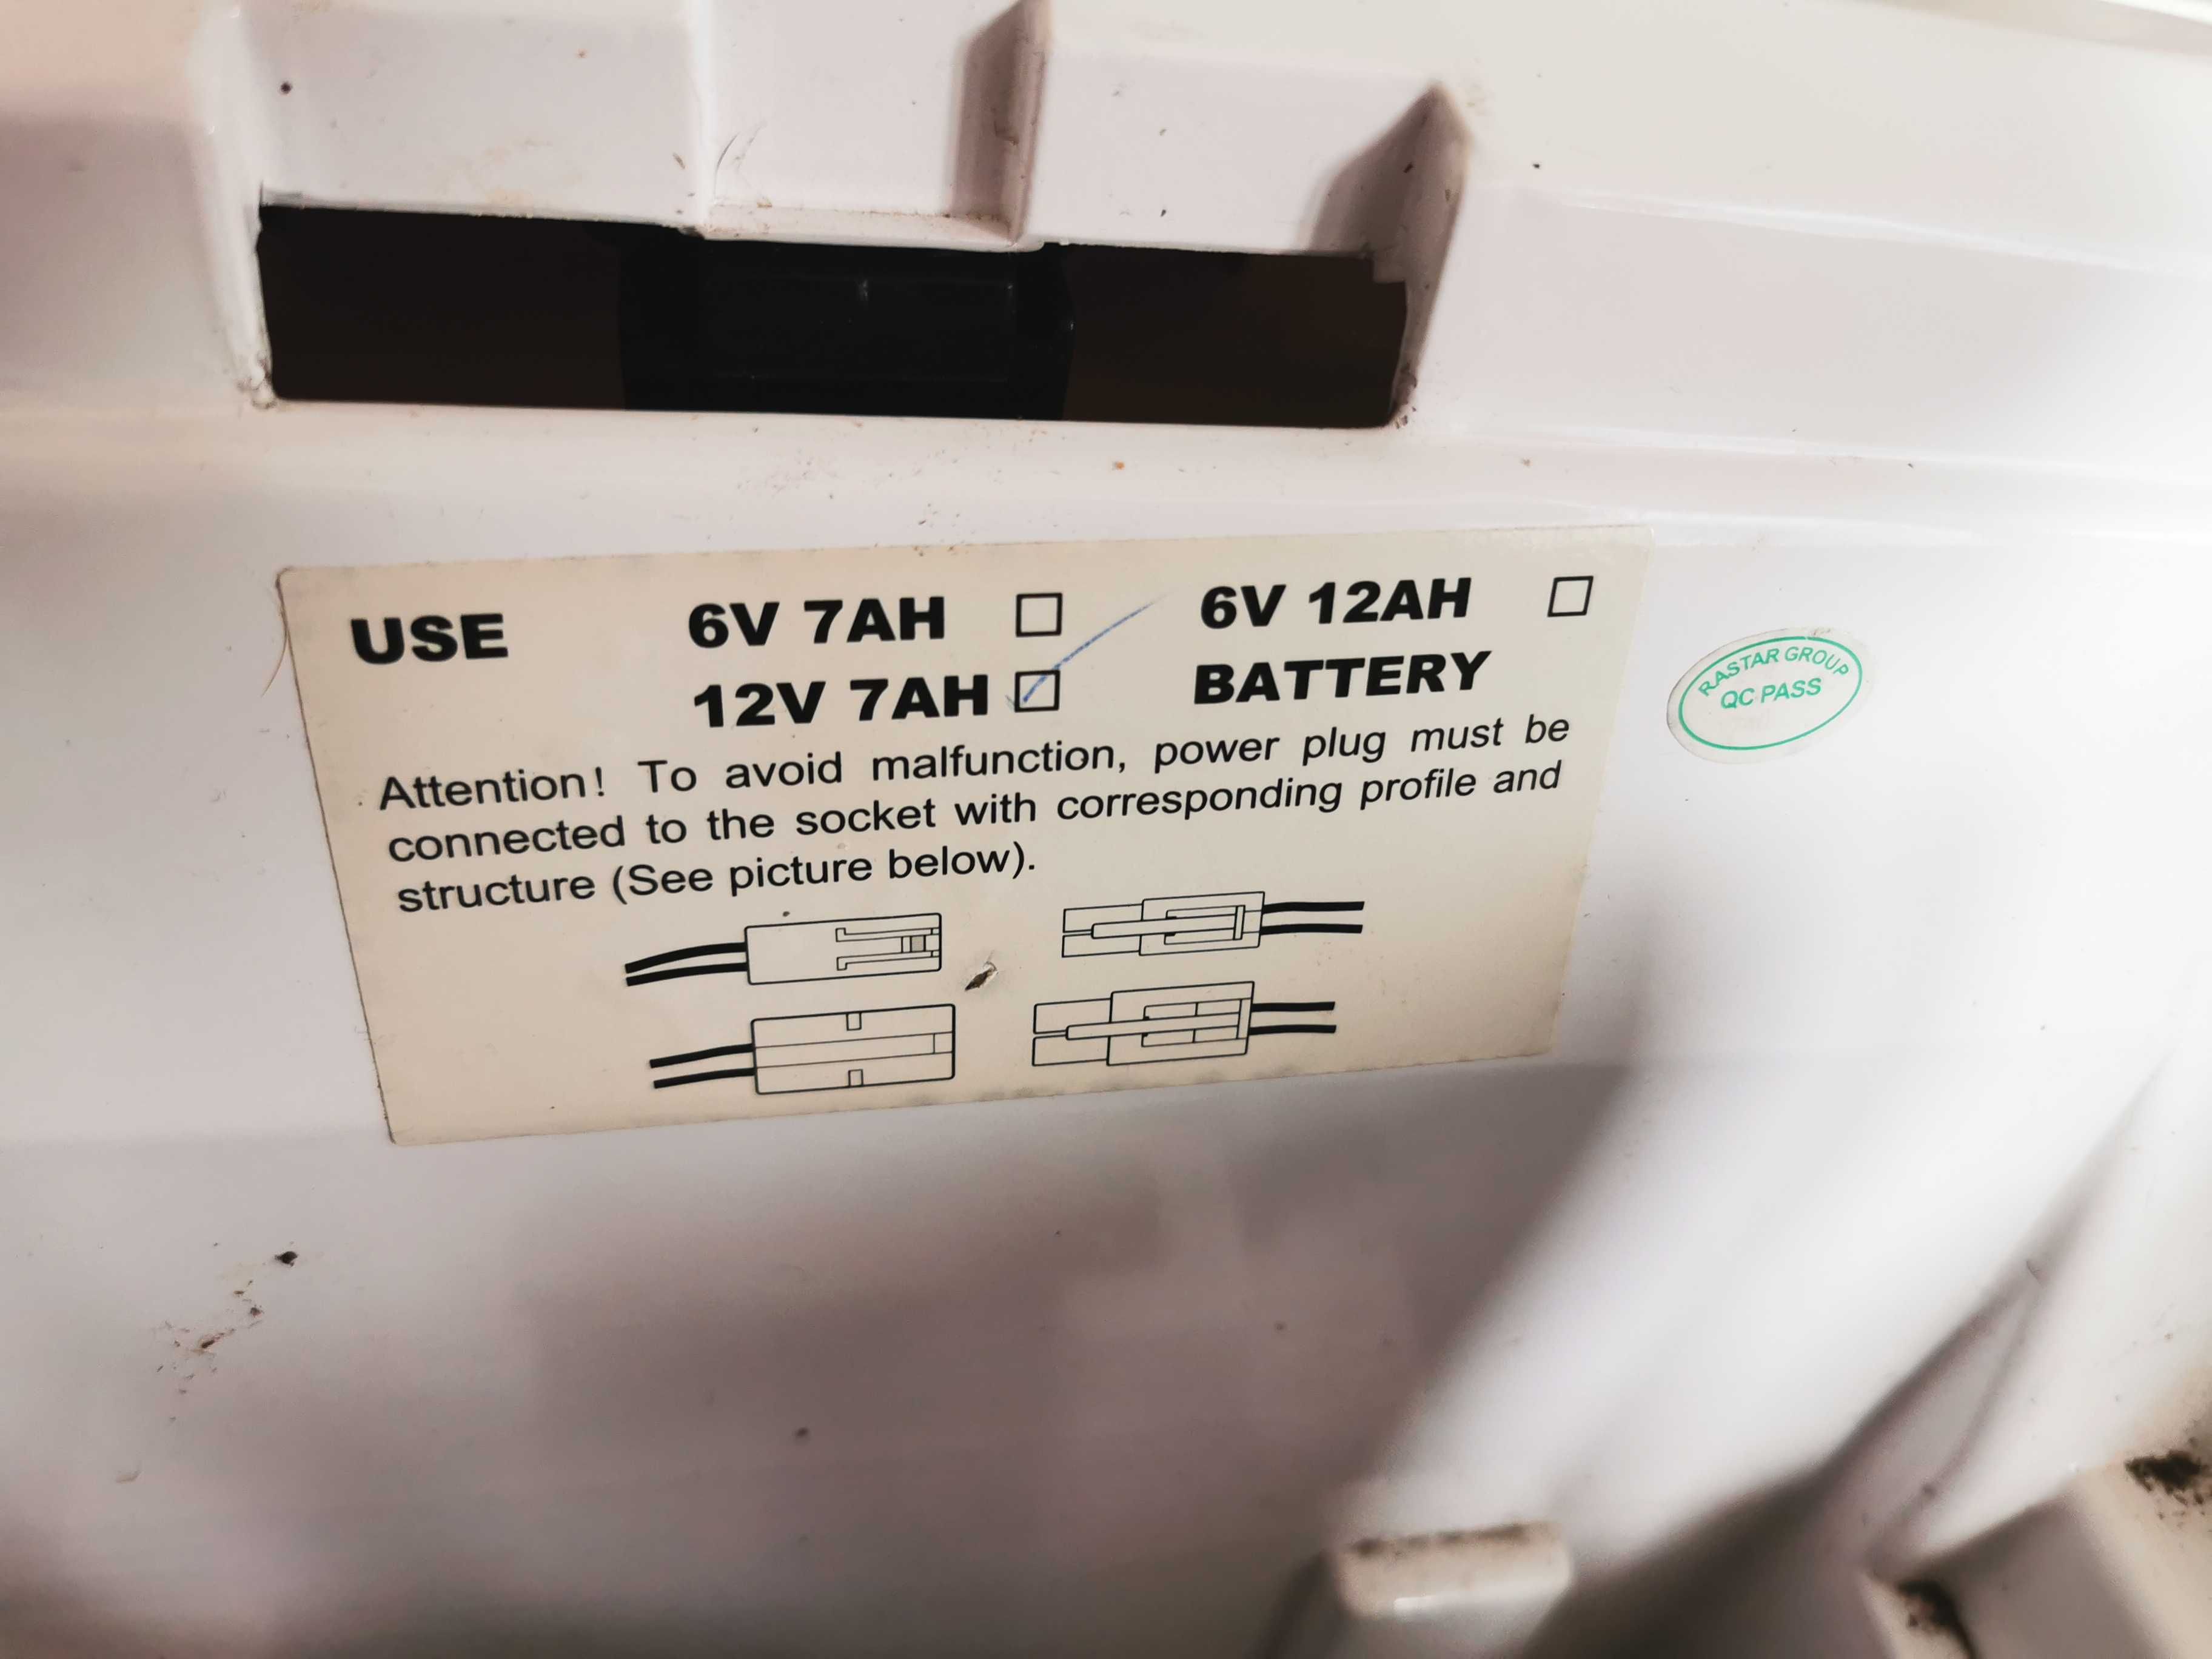 USE 6V 7AH 6V 12AH
12V 7AH BATTERY
Attention! To avoid malfunction, power plug must be
connected to the socket with corresponding profile and
structure (See picture below).
RASTAR GROUP
QC PASS